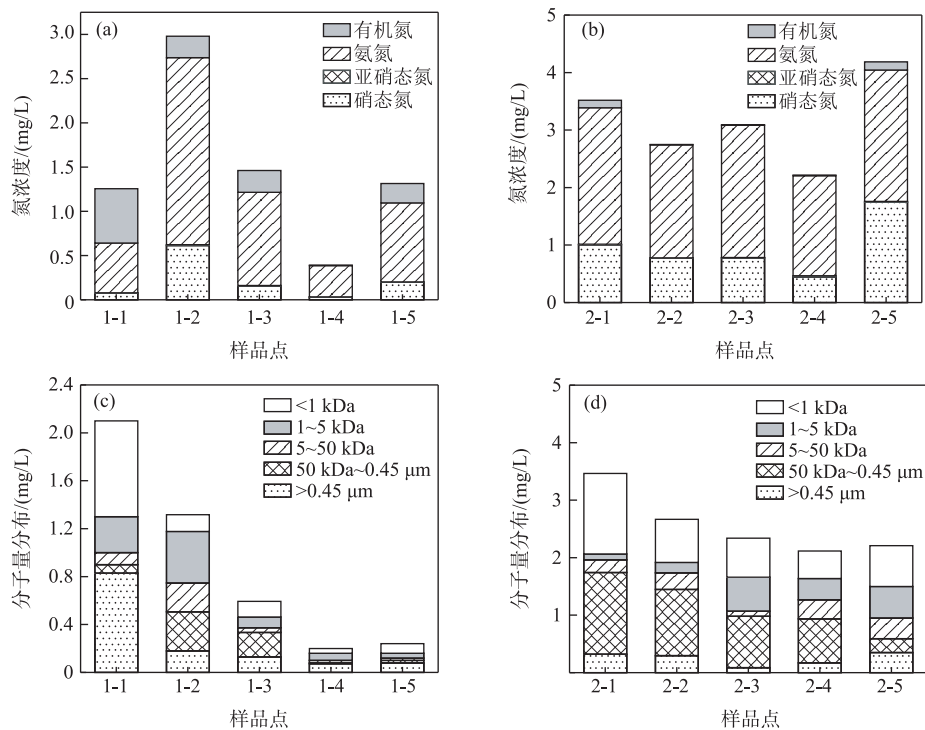 (a)
有机氮
氨氮
亚硝态氮
硝态氮
3.0
2.5
2.0
1.5
1.0
0.5
0
氮浓度/(mg/L)
1-1 1-2 1-3 1-4 1-5
样品点
(b)
有机氮
氨氮
亚硝态氮
硝态氮
5
4
3
2
1
0
氮浓度/(mg/L)
2-1 2-2 2-3 2-4 2-5
样品点
(c)
<1 kDa
1~5 kDa
5~50 kDa
50 kDa~0.45 μm
>0.45 μm
2.4
2.0
1.2
0.8
0.4
0
分子量分布/(mg/L)
1-1 1-2 1-3 1-4 1-5
样品点
(d)
<1 kDa
1~5 kDa
5~50 kDa
50 kDa~0.45 μm
>0.45 μm
5
4
3
2
1
分子量分布/(mg/L)
2-1 2-2 2-3 2-4 2-5
样品点